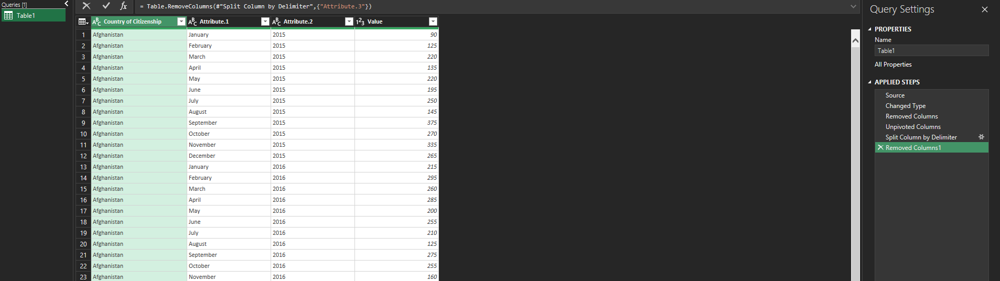 Queries [1]
Table1
= Table.RemoveColumns(#"Split Column by Delimiter",{"Attribute.3"})
Country of Citizenship Attribute.1 Attribute.2 Value
1 Afghanistan January 2015 90
2 Afghanistan February 2015 125
3 Afghanistan March 2015 220
4 Afghanistan April 2015 135
5 Afghanistan May 2015 220
6 Afghanistan June 2015 195
7 Afghanistan July 2015 250
8 Afghanistan August 2015 145
9 Afghanistan September 2015 375
10 Afghanistan October 2015 270
11 Afghanistan November 2015 335
12 Afghanistan December 2015 265
13 Afghanistan January 2016 215
14 Afghanistan February 2016 295
15 Afghanistan March 2016 260
16 Afghanistan April 2016 285
17 Afghanistan May 2016 200
18 Afghanistan June 2016 255
19 Afghanistan July 2016 210
20 Afghanistan August 2016 125
21 Afghanistan September 2016 275
22 Afghanistan October 2016 255
23 Afghanistan November 2016 160
Query Settings
PROPERTIES
Name
Table1
All Properties
APPLIED STEPS
Source
Changed Type
Removed Columns
Unpivoted Columns
Split Column by Delimiter
Removed Columns1